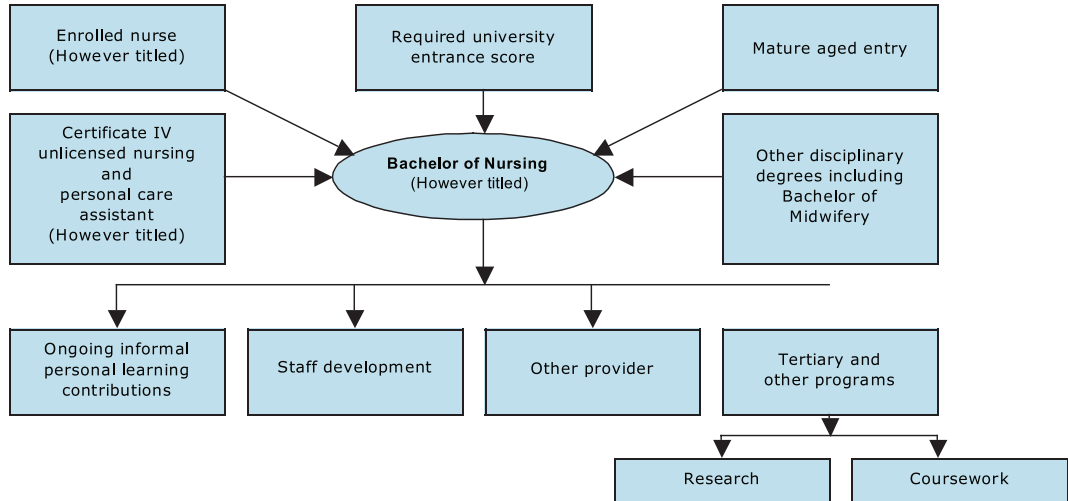 Enrolled nurse
(However titled)
Required university
entrance score
Mature aged entry
Certificate IV
unlicensed nursing
and
personal care
assistant
(However titled)
Bachelor of Nursing
(However titled)
Other disciplinary
degrees including
Bachelor of
Midwifery
Ongoing informal
personal learning
contributions
Staff development
Other provider
Tertiary and
other programs
Research
Coursework